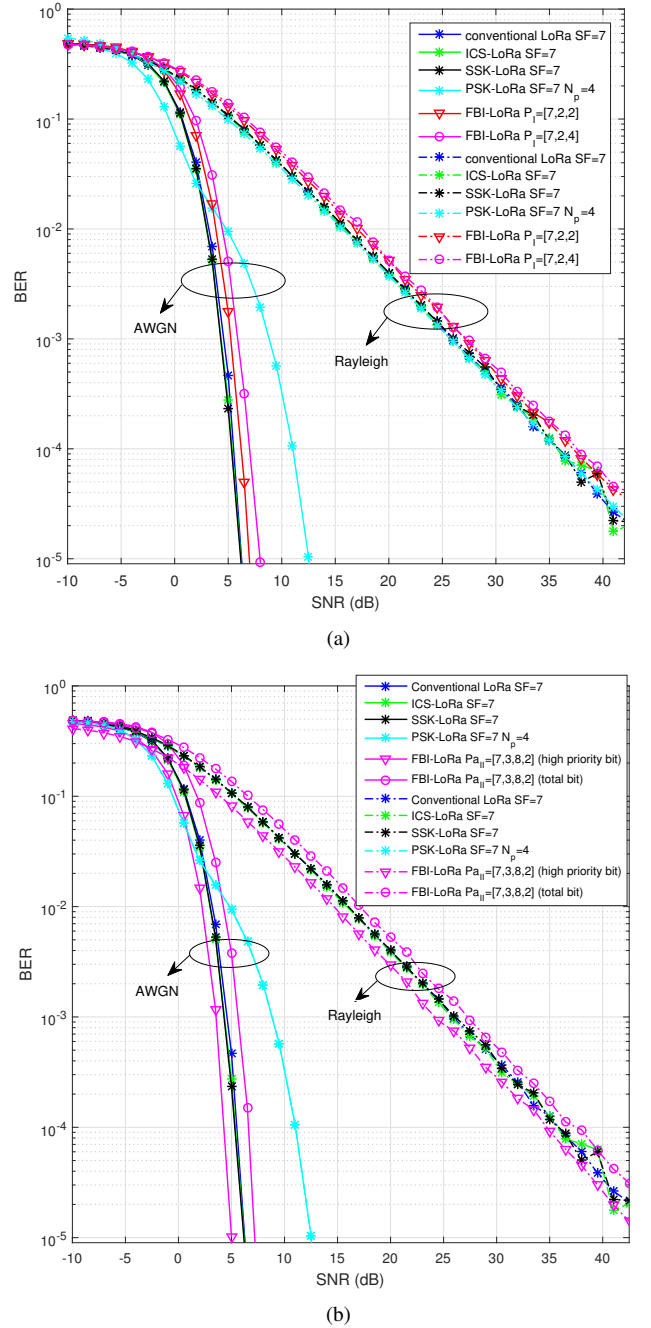 10^0
10^-1
10^-2
10^-3
10^-4
10^-5
BER
conventional LoRa SF=7
ICS-LoRa SF=7
SSK-LoRa SF=7
PSK-LoRa SF=7 N_p=4
FBI-LoRa P_I=[7,2,2]
FBI-LoRa P_I=[7,2,4]
conventional LoRa SF=7
ICS-LoRa SF=7
SSK-LoRa SF=7
PSK-LoRa SF=7 N_p=4
FBI-LoRa P_I=[7,2,2]
FBI-LoRa P_I=[7,2,4]
AWGN
Rayleigh
-10 -5 0 5 10 15 20 25 30 35 40
SNR (dB)
(a)
10^0
10^-1
10^-2
10^-3
10^-4
10^-5
BER
Conventional LoRa SF=7
ICS-LoRa SF=7
SSK-LoRa SF=7
PSK-LoRa SF=7 N_p=4
FBI-LoRa Pa_II=[7,3,8,2] (high priority bit)
FBI-LoRa Pa_II=[7,3,8,2] (total bit)
Conventional LoRa SF=7
ICS-LoRa SF=7
SSK-LoRa SF=7
PSK-LoRa SF=7 N_p=4
FBI-LoRa Pa_II=[7,3,8,2] (high priority bit)
FBI-LoRa Pa_II=[7,3,8,2] (total bit)
AWGN
Rayleigh
-10 -5 0 5 10 15 20 25 30 35 40
SNR (dB)
(b)